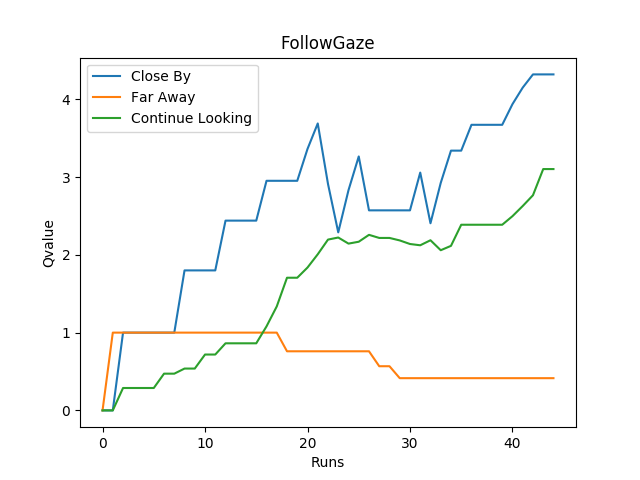 FollowGaze
Close By
Far Away
Continue Looking
Qvalue
4
3
2
1
0
0 10 20 30 40
Runs